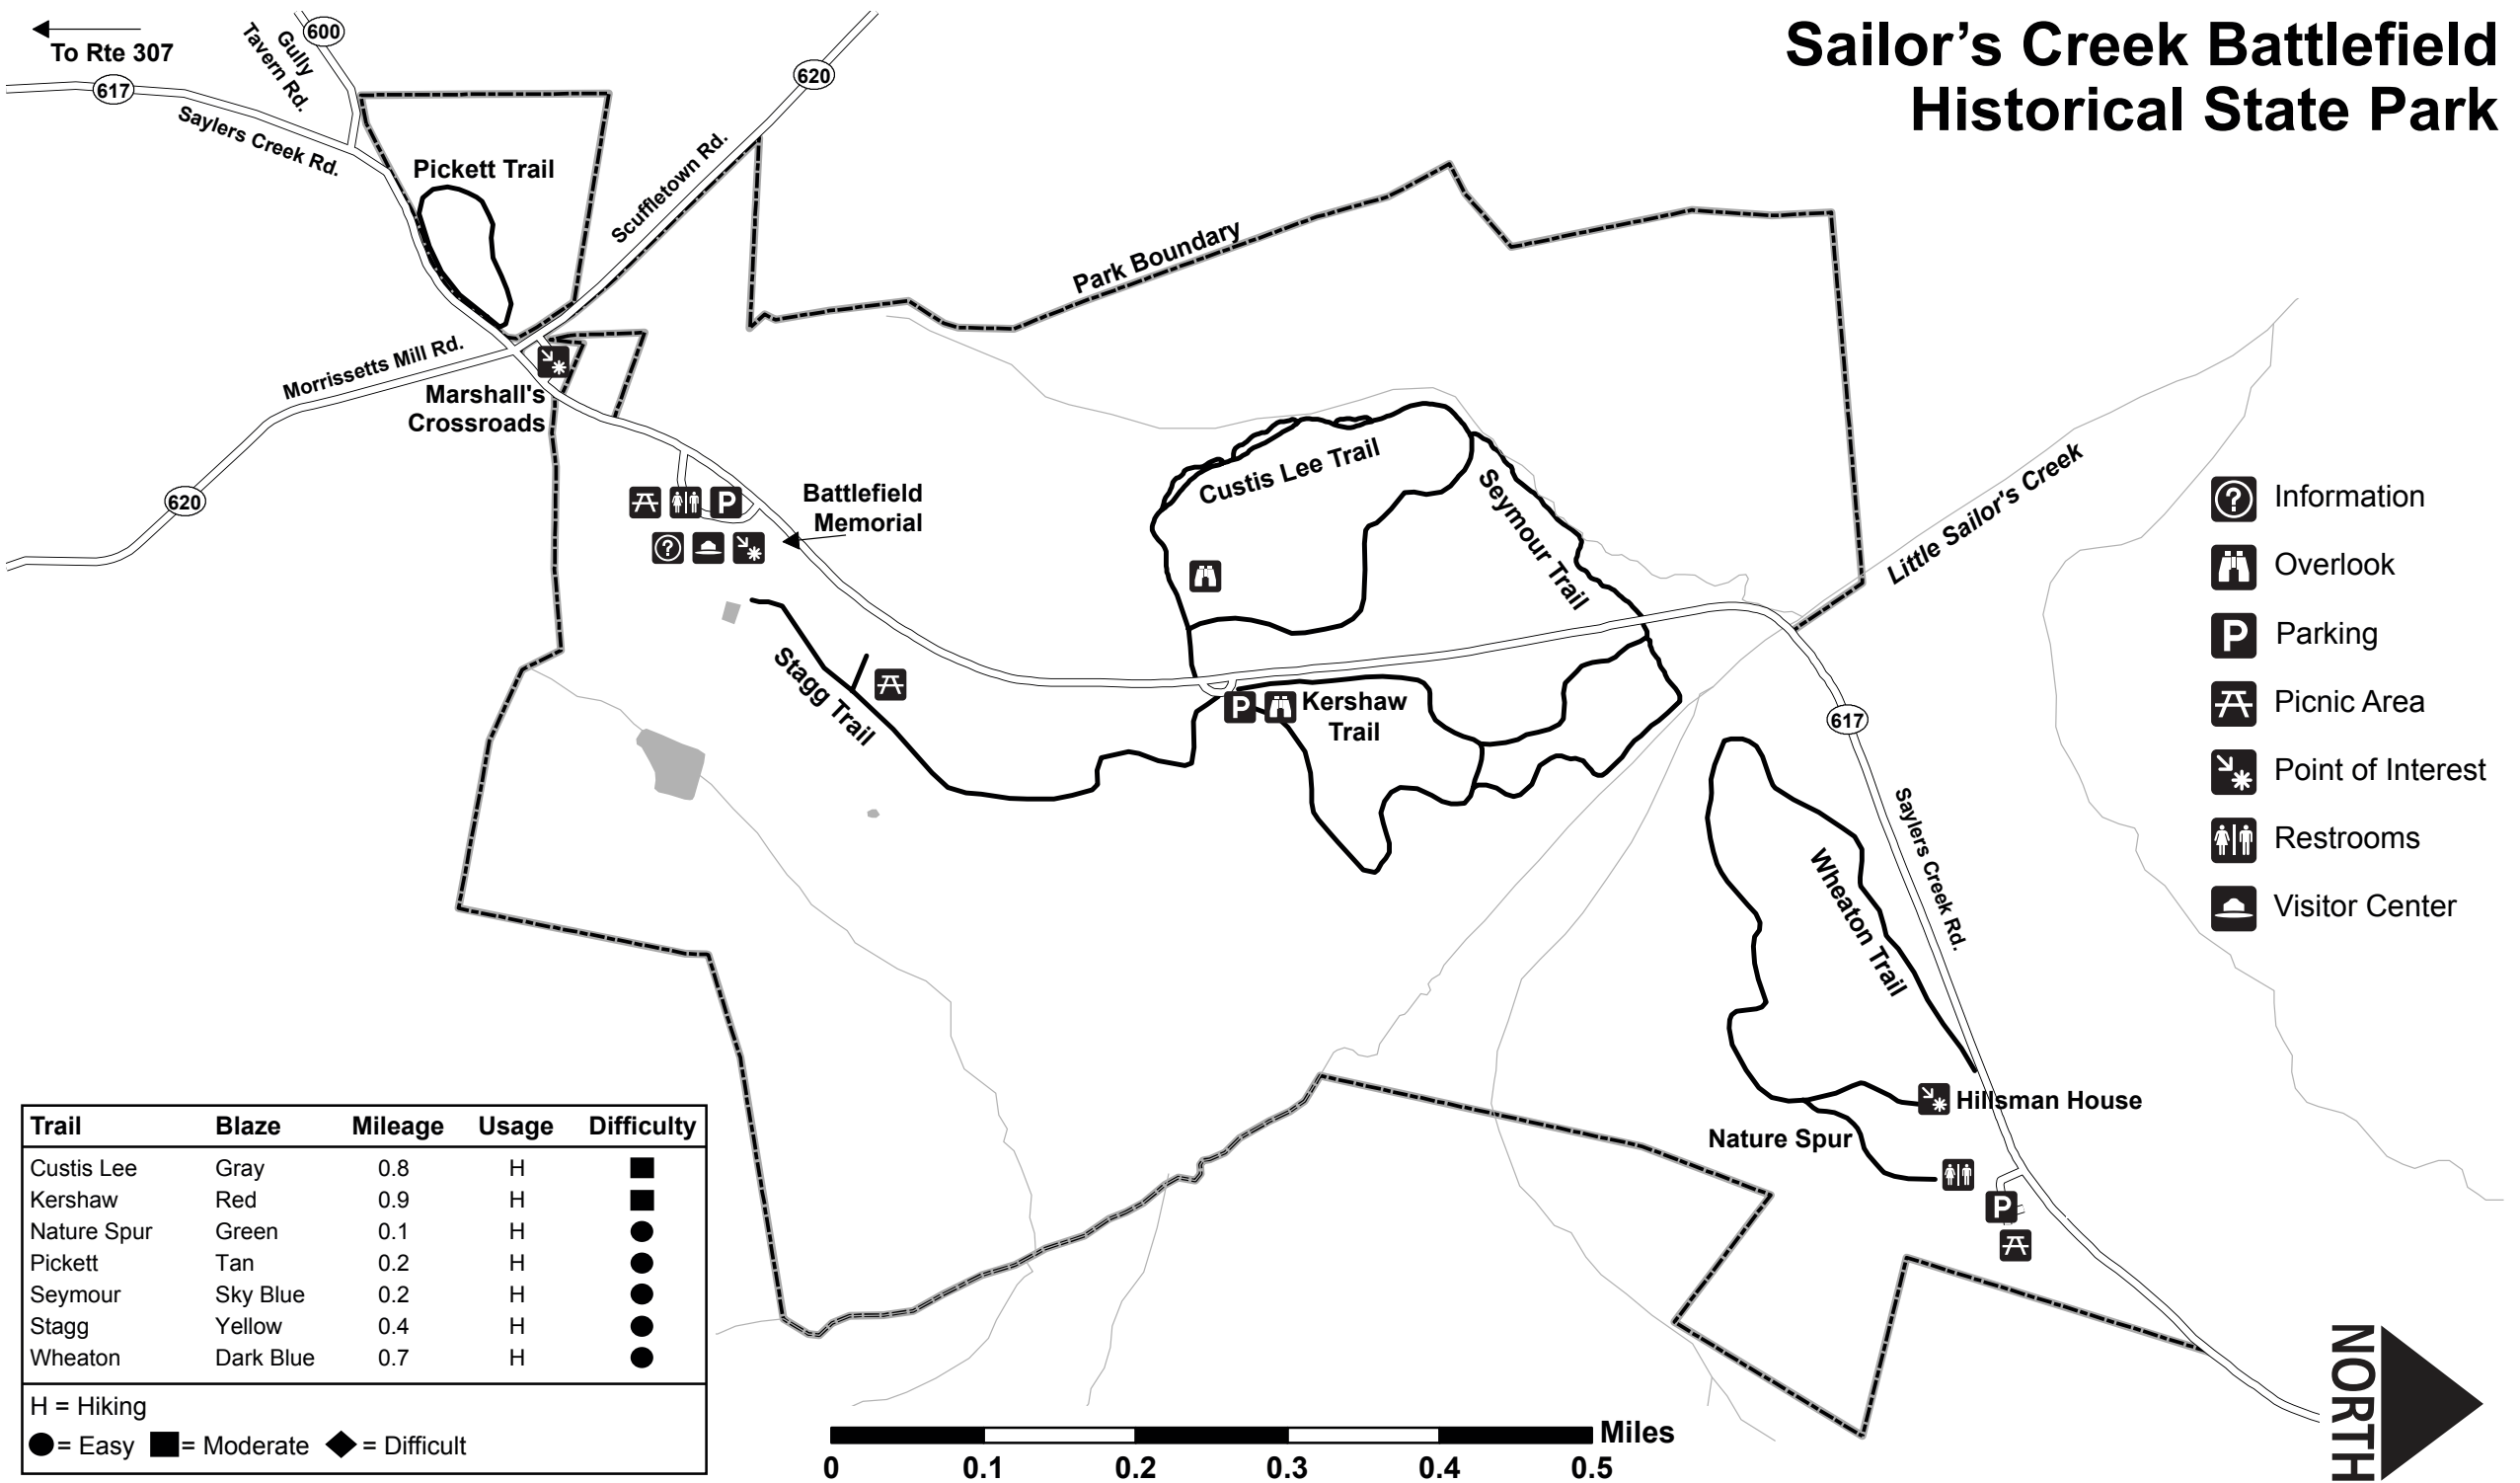 Sailor's Creek Battlefield
Historical State Park
To Rte 307
600
Gully
Tavern Rd.
617
620
Saylers Creek Rd.
Pickett Trail
Scuffletown Rd.
Park Boundary
Morrissetts Mill Rd.
Marshall's
Crossroads
620
Battlefield
Memorial
P
?
Custis Lee Trail
Seymour Trail
Little Sailor's Creek
Stagg Trail
P
Kershaw
Trail
617
Saylers Creek Rd.
Wheaton Trail
Hillsman House
Nature Spur
P
? Information
Overlook
P Parking
Picnic Area
Point of Interest
Restrooms
Visitor Center
Trail Blaze Mileage Usage Difficulty
Custis Lee Gray 0.8 H
Kershaw Red 0.9 H
Nature Spur Green 0.1 H
Pickett Tan 0.2 H
Seymour Sky Blue 0.2 H
Stagg Yellow 0.4 H
Wheaton Dark Blue 0.7 H
H = Hiking
= Easy = Moderate = Difficult
Miles
0 0.1 0.2 0.3 0.4 0.5
NORTH